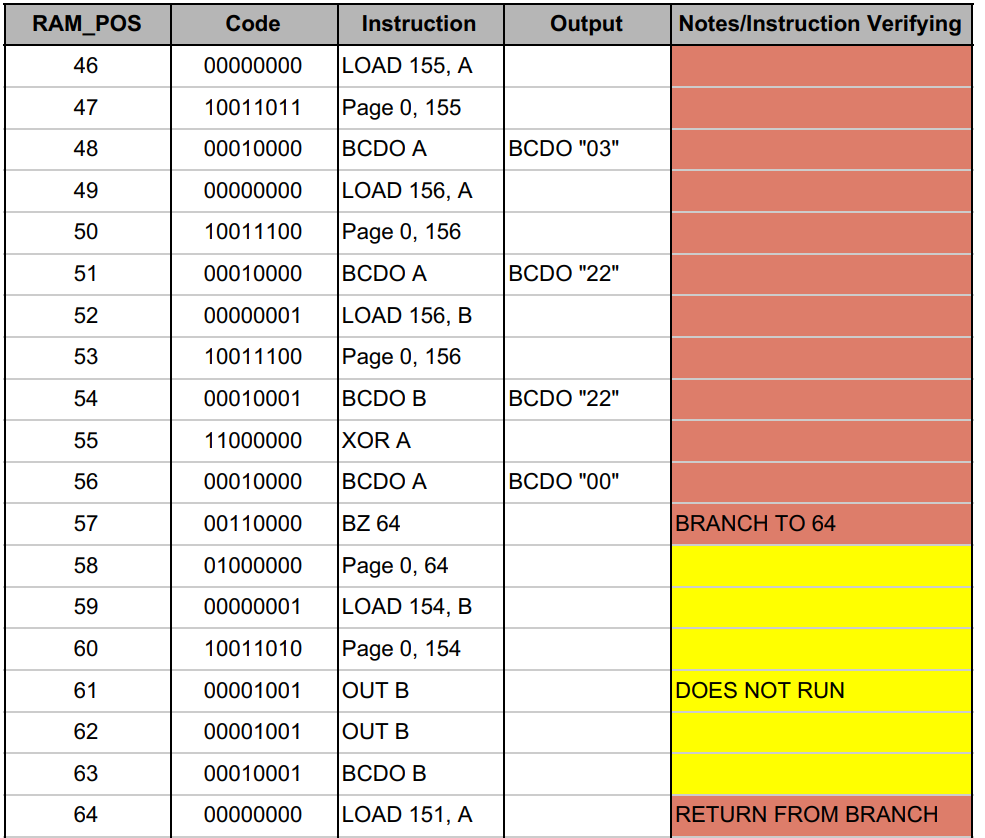 RAM_POS Code Instruction Output Notes/Instruction Verifying
46 00000000 LOAD 155, A
47 10011011 Page 0, 155
48 00010000 BCDO A BCDO "03"
49 00000000 LOAD 156, A
50 10011100 Page 0, 156
51 00010000 BCDO A BCDO "22"
52 00000001 LOAD 156, B
53 10011100 Page 0, 156
54 00010001 BCDO B BCDO "22"
55 11000000 XOR A
56 00010000 BCDO A BCDO "00"
57 00110000 BZ 64 BRANCH TO 64
58 01000000 Page 0, 64
59 00000001 LOAD 154, B
60 10011010 Page 0, 154
61 00001001 OUT B DOES NOT RUN
62 00001001 OUT B
63 00010001 BCDO B
64 00000000 LOAD 151, A RETURN FROM BRANCH